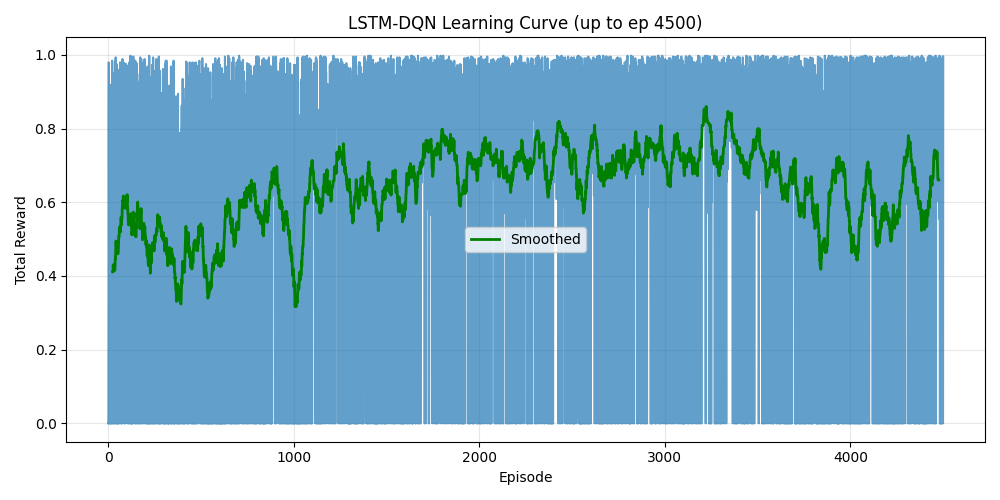 LSTM-DQN Learning Curve (up to ep 4500)
1.0
0.8
0.6
0.4
0.2
0.0
Total Reward
Smoothed
0 1000 2000 3000 4000
Episode